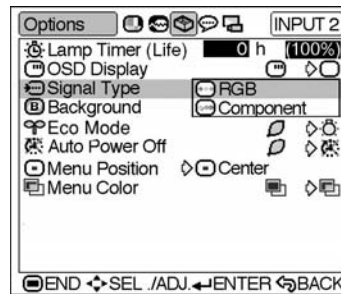 Options INPUT 2
Lamp Timer (Life) 0 h (100%)
OSD Display
Signal Type RGB
Background Component
Eco Mode
Auto Power Off
Menu Position Center
Menu Color
END SEL ./ADJ. ENTER BACK